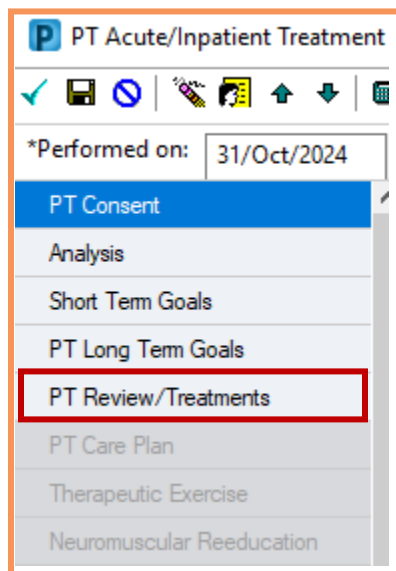 P PT Acute/Inpatient Treatment
*Performed on: 31/Oct/2024
PT Consent
Analysis
Short Term Goals
PT Long Term Goals
PT Review/Treatments
PT Care Plan
Therapeutic Exercise
Neuromuscular Reeducation